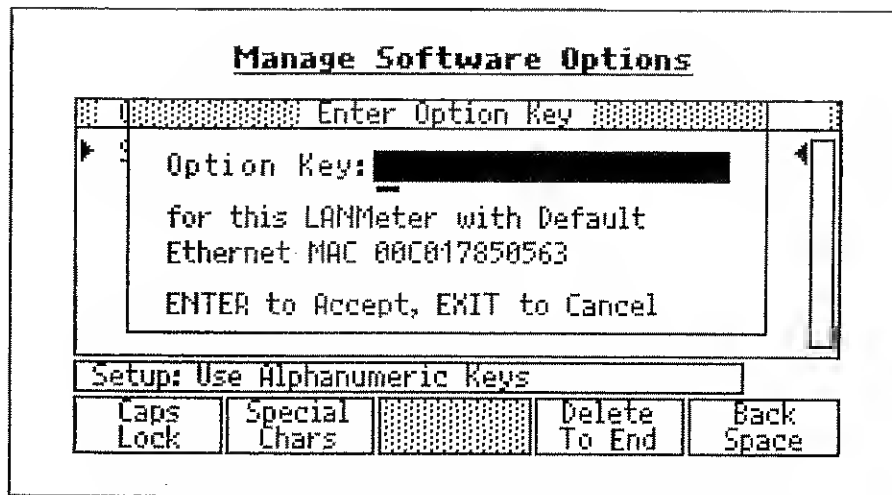 Manage Software Options
Enter Option Key
Option Key:
for this LANMeter with Default
Ethernet MAC 00C017850563
ENTER to Accept, EXIT to Cancel
Setup: Use Alphanumeric Keys
Caps Lock
Special Chars
Delete To End
Back Space